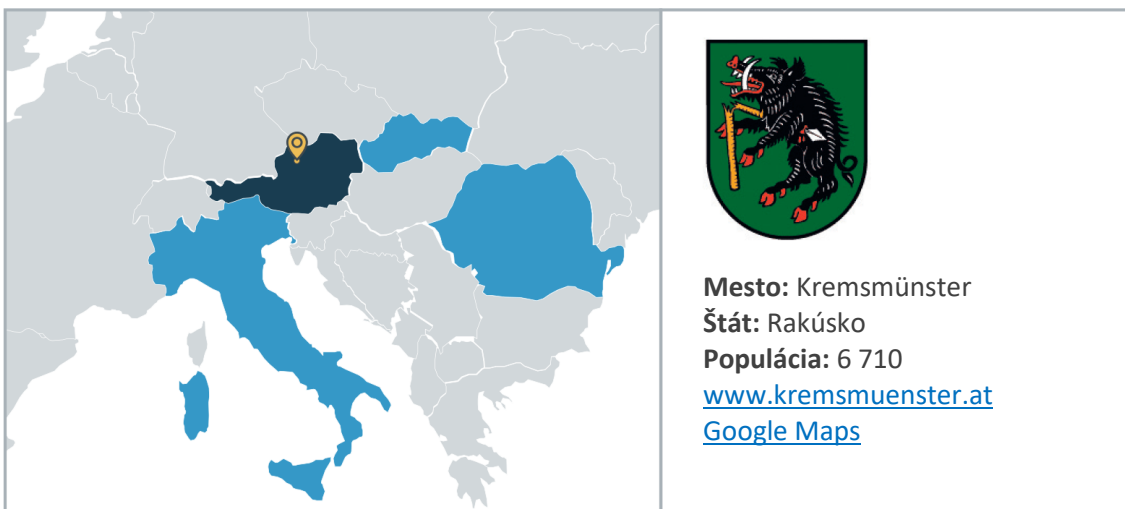 Mesto: Kremsmünster
Štát: Rakúsko
Populácia: 6 710
www.kremsmuenster.at
Google Maps